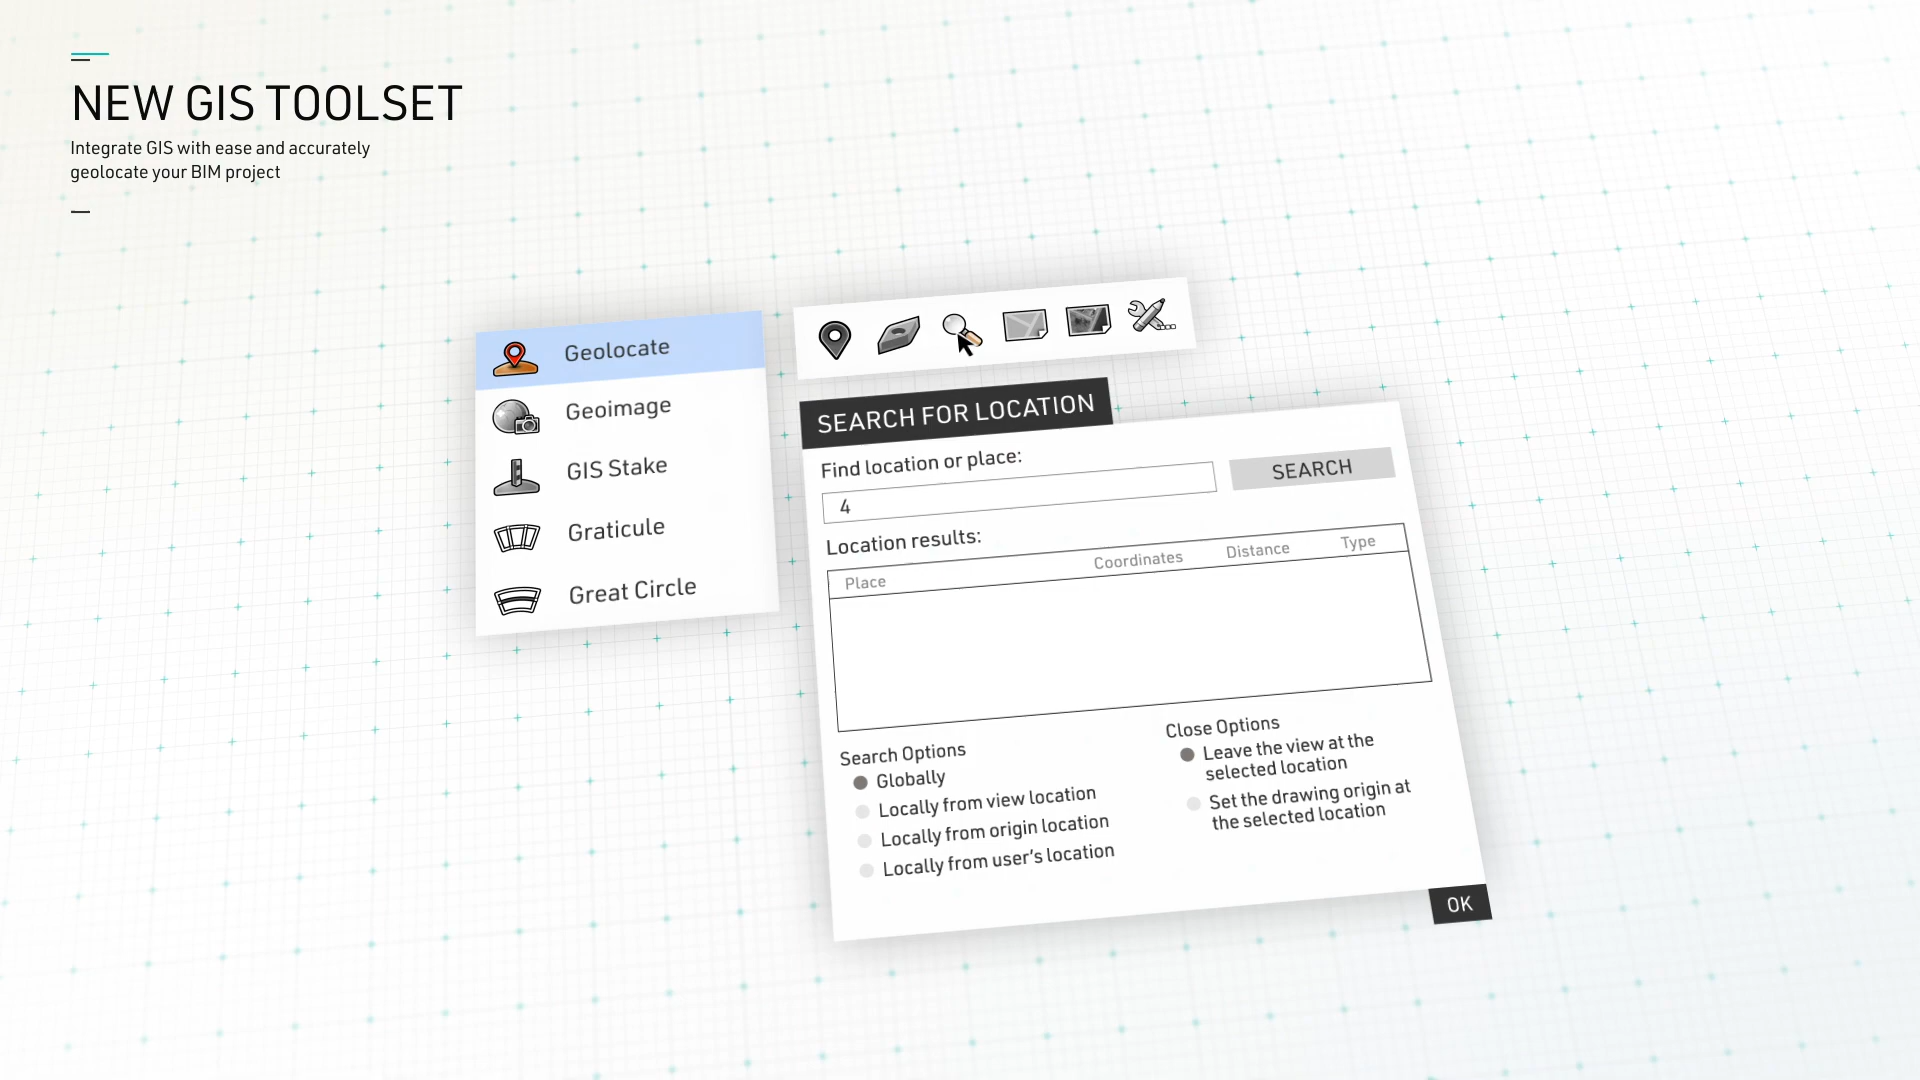 NEW GIS TOOLSET
Integrate GIS with ease and accurately
geolocate your BIM project
Geolocate
Geoimage
GIS Stake
Graticule
Great Circle
SEARCH FOR LOCATION
Find location or place:
4
SEARCH
Location results:
Place Coordinates Distance Type
Search Options
Globally
Locally from view location
Locally from origin location
Locally from user's location
Close Options
Leave the view at the
selected location
Set the drawing origin at
the selected location
OK